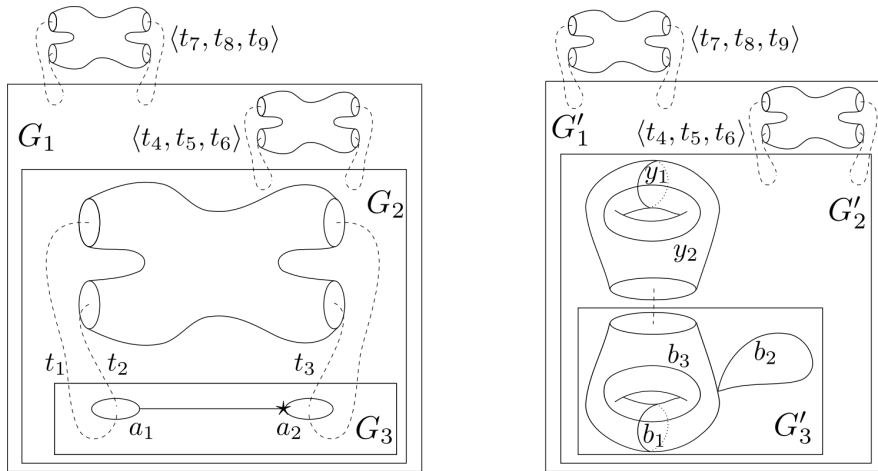 ⟨t₇, t₈, t₉⟩
G₁
⟨t₄, t₅, t₆⟩
G₂
t₁
t₂
t₃
a₁
a₂
G₃
⟨t₇, t₈, t₉⟩
G′₁
⟨t₄, t₅, t₆⟩
G′₂
y₁
y₂
b₃
b₂
b₁
G′₃